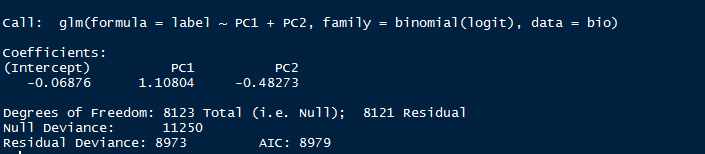 Call:  glm(formula = label ~ PC1 + PC2, family = binomial(logit), data = bio)
Coefficients:
(Intercept)          PC1          PC2
   -0.06876      1.10804     -0.48273
Degrees of Freedom: 8123 Total (i.e. Null);  8121 Residual
Null Deviance:      11250
Residual Deviance: 8973         AIC: 8979